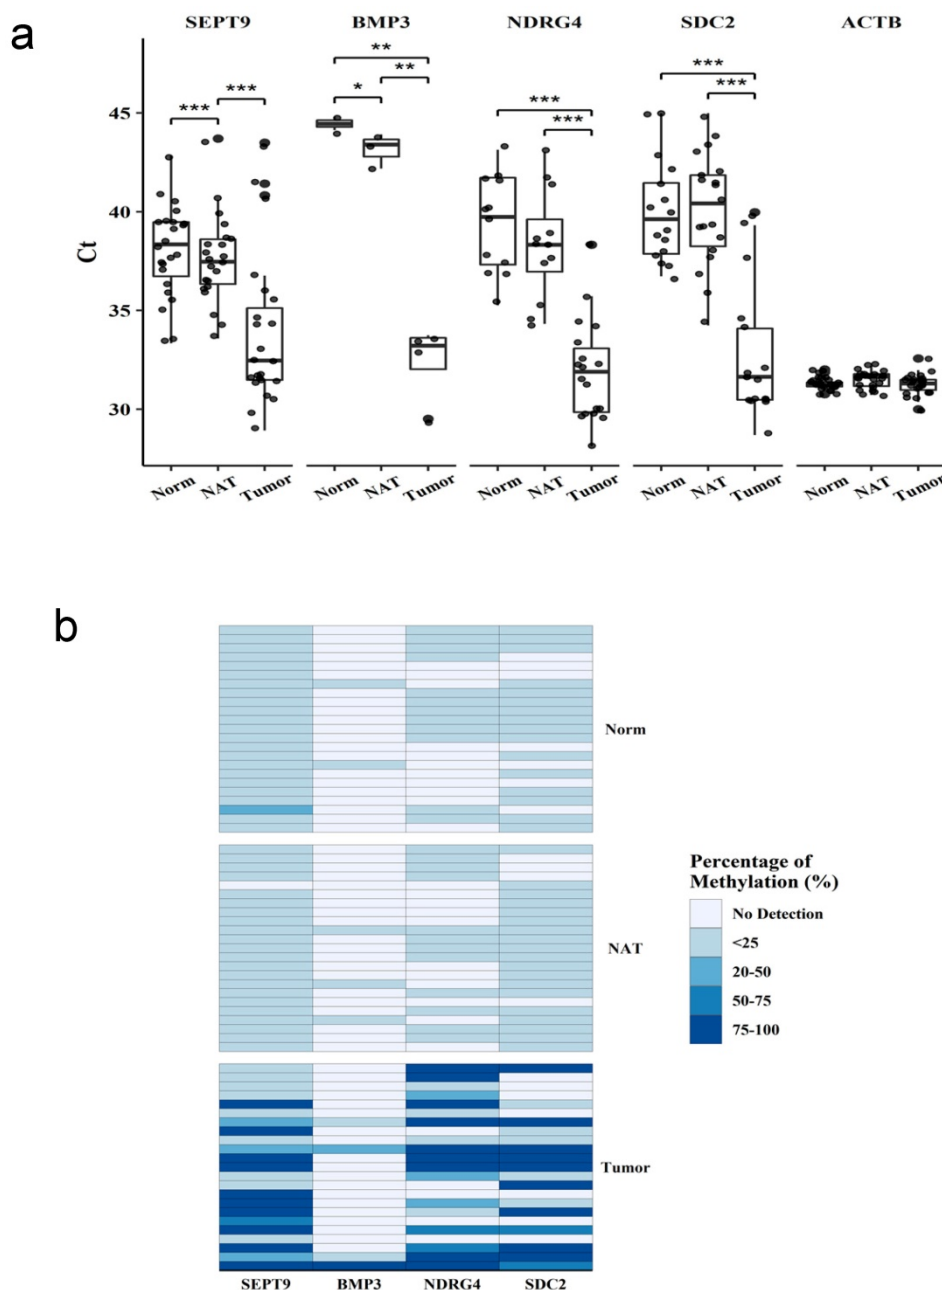 a
SEPT9 BMP3 NDRG4 SDC2 ACTB
** *** 
*** *** ** *** ***
* ***
45
40
Ct
35
30
Norm NAT Tumor Norm NAT Tumor Norm NAT Tumor Norm NAT Tumor Norm NAT Tumor
b
Norm
NAT
Tumor
Percentage of
Methylation (%)
No Detection
<25
20-50
50-75
75-100
SEPT9 BMP3 NDRG4 SDC2